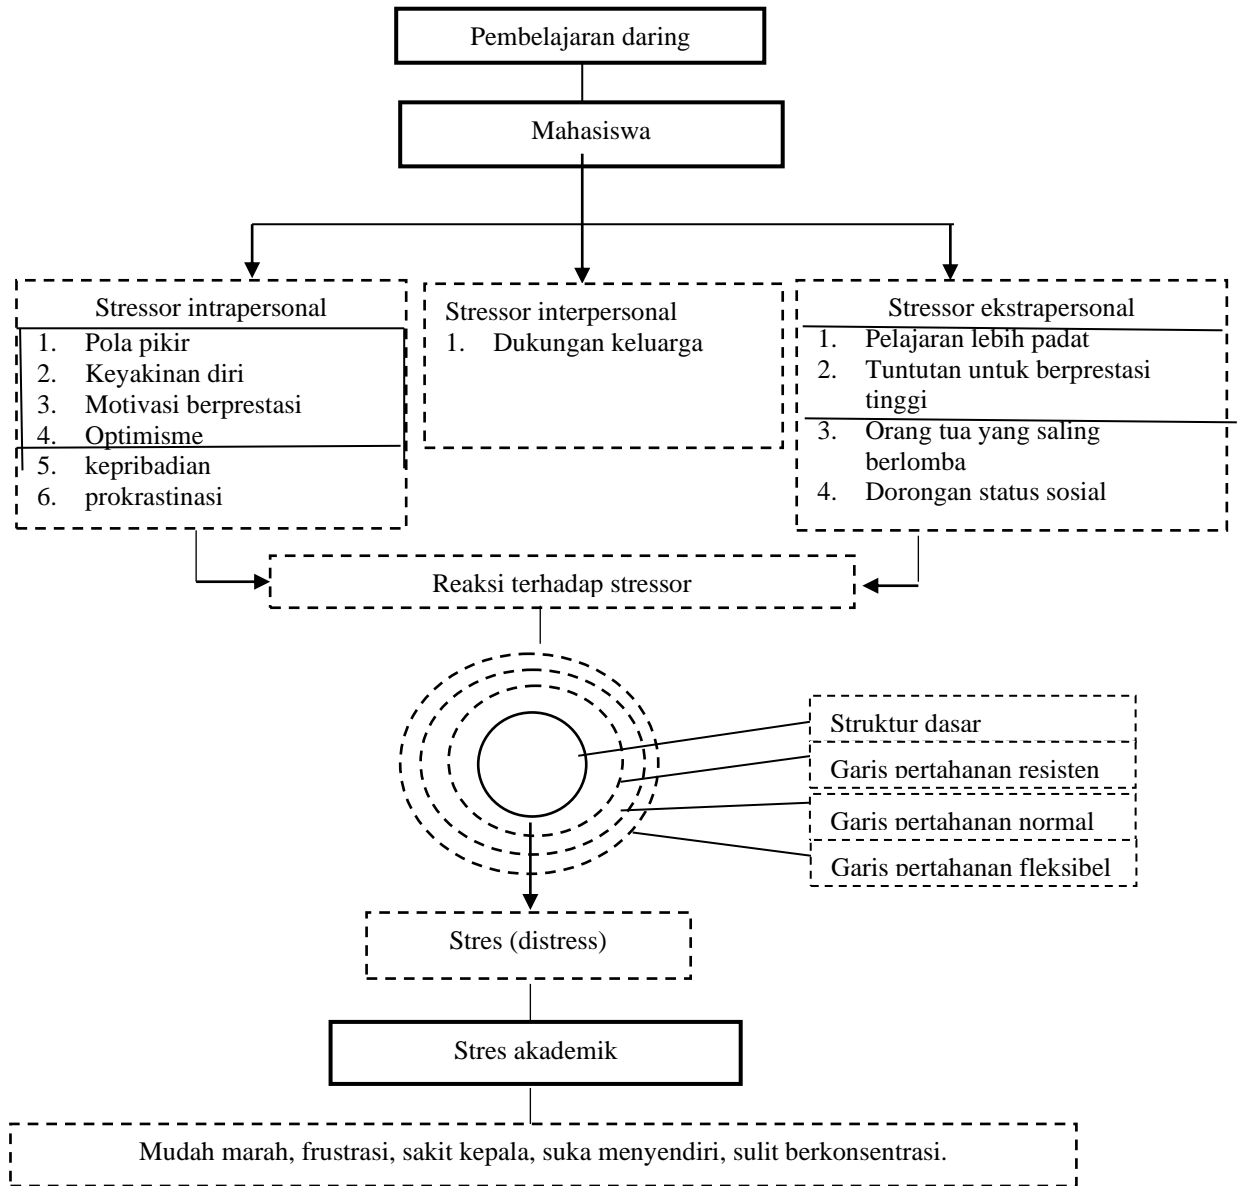 Pembelajaran daring
Mahasiswa
Stressor intrapersonal
1. Pola pikir
2. Keyakinan diri
3. Motivasi berprestasi
4. Optimisme
5. kepribadian
6. prokrastinasi
Stressor interpersonal
1. Dukungan keluarga
Stressor ekstrapersonal
1. Pelajaran lebih padat
2. Tuntutan untuk berprestasi
tinggi
3. Orang tua yang saling
berlomba
4. Dorongan status sosial
Reaksi terhadap stressor
Struktur dasar
Garis pertahanan resisten
Garis pertahanan normal
Garis pertahanan fleksibel
Stres (distress)
Stres akademik
Mudah marah, frustrasi, sakit kepala, suka menyendiri, sulit berkonsentrasi.